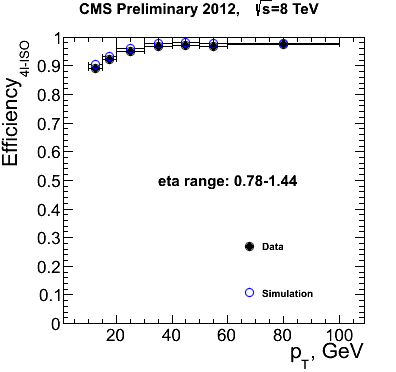 CMS Preliminary 2012, √s=8 TeV
Efficiency4l-ISO
1
0.9
0.8
0.7
0.6
0.5
0.4
0.3
0.2
0.1
0
eta range: 0.78-1.44
Data
Simulation
20 40 60 80 100
pT, GeV